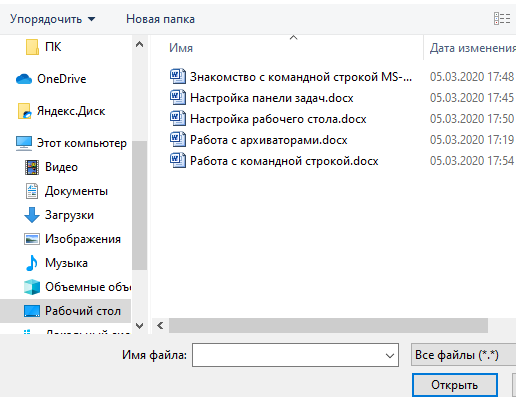 Упорядочить Новая папка
Имя Дата изменения
ПК
OneDrive
Яндекс.Диск
Этот компьютер
Видео
Документы
Загрузки
Изображения
Музыка
Объемные объе
Рабочий стол
Знакомство с командной строкой MS-... 05.03.2020 17:48
Настройка панели задач.docx 05.03.2020 17:45
Настройка рабочего стола.docx 05.03.2020 17:50
Работа с архиваторами.docx 05.03.2020 17:19
Работа с командной строкой.docx 05.03.2020 17:54
Имя файла: Все файлы (*.*)
Открыть